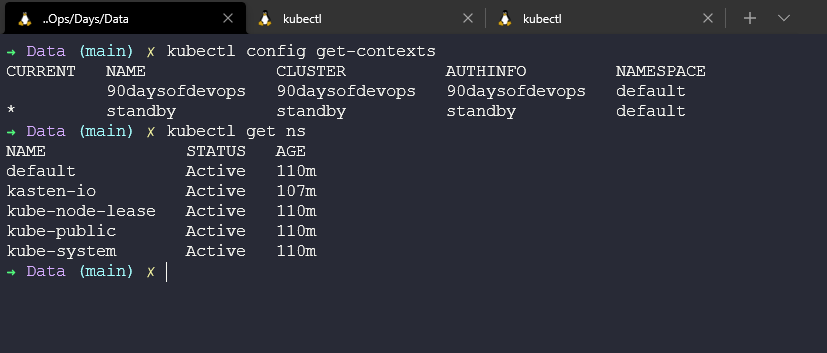 ..Ops/Days/Data × kubectl × kubectl × +
→ Data (main) ✗ kubectl config get-contexts
CURRENT   NAME             CLUSTER          AUTHINFO         NAMESPACE
          90daysofdevops   90daysofdevops   90daysofdevops   default
*         standby          standby          standby          default
→ Data (main) ✗ kubectl get ns
NAME              STATUS   AGE
default           Active   110m
kasten-io         Active   107m
kube-node-lease   Active   110m
kube-public       Active   110m
kube-system       Active   110m
→ Data (main) ✗